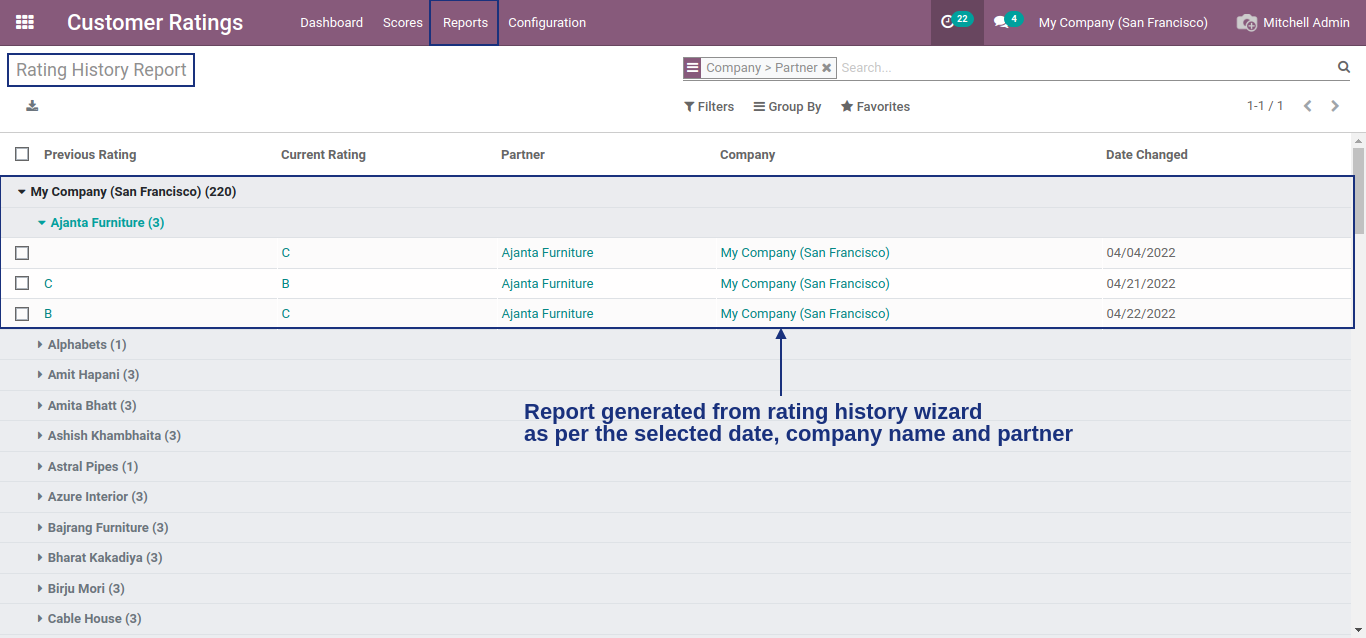 Customer Ratings Dashboard Scores Reports Configuration 22 4 My Company (San Francisco) Mitchell Admin
Rating History Report Company > Partner Search...
Filters Group By Favorites 1-1 / 1
Previous Rating Current Rating Partner Company Date Changed
My Company (San Francisco) (220)
Ajanta Furniture (3)
C Ajanta Furniture My Company (San Francisco) 04/04/2022
C B Ajanta Furniture My Company (San Francisco) 04/21/2022
B C Ajanta Furniture My Company (San Francisco) 04/22/2022
Alphabets (1)
Amit Hapani (3)
Amita Bhatt (3)
Report generated from rating history wizard
as per the selected date, company name and partner
Ashish Khambhaita (3)
Astral Pipes (1)
Azure Interior (3)
Bajrang Furniture (3)
Bharat Kakadiya (3)
Birju Mori (3)
Cable House (3)